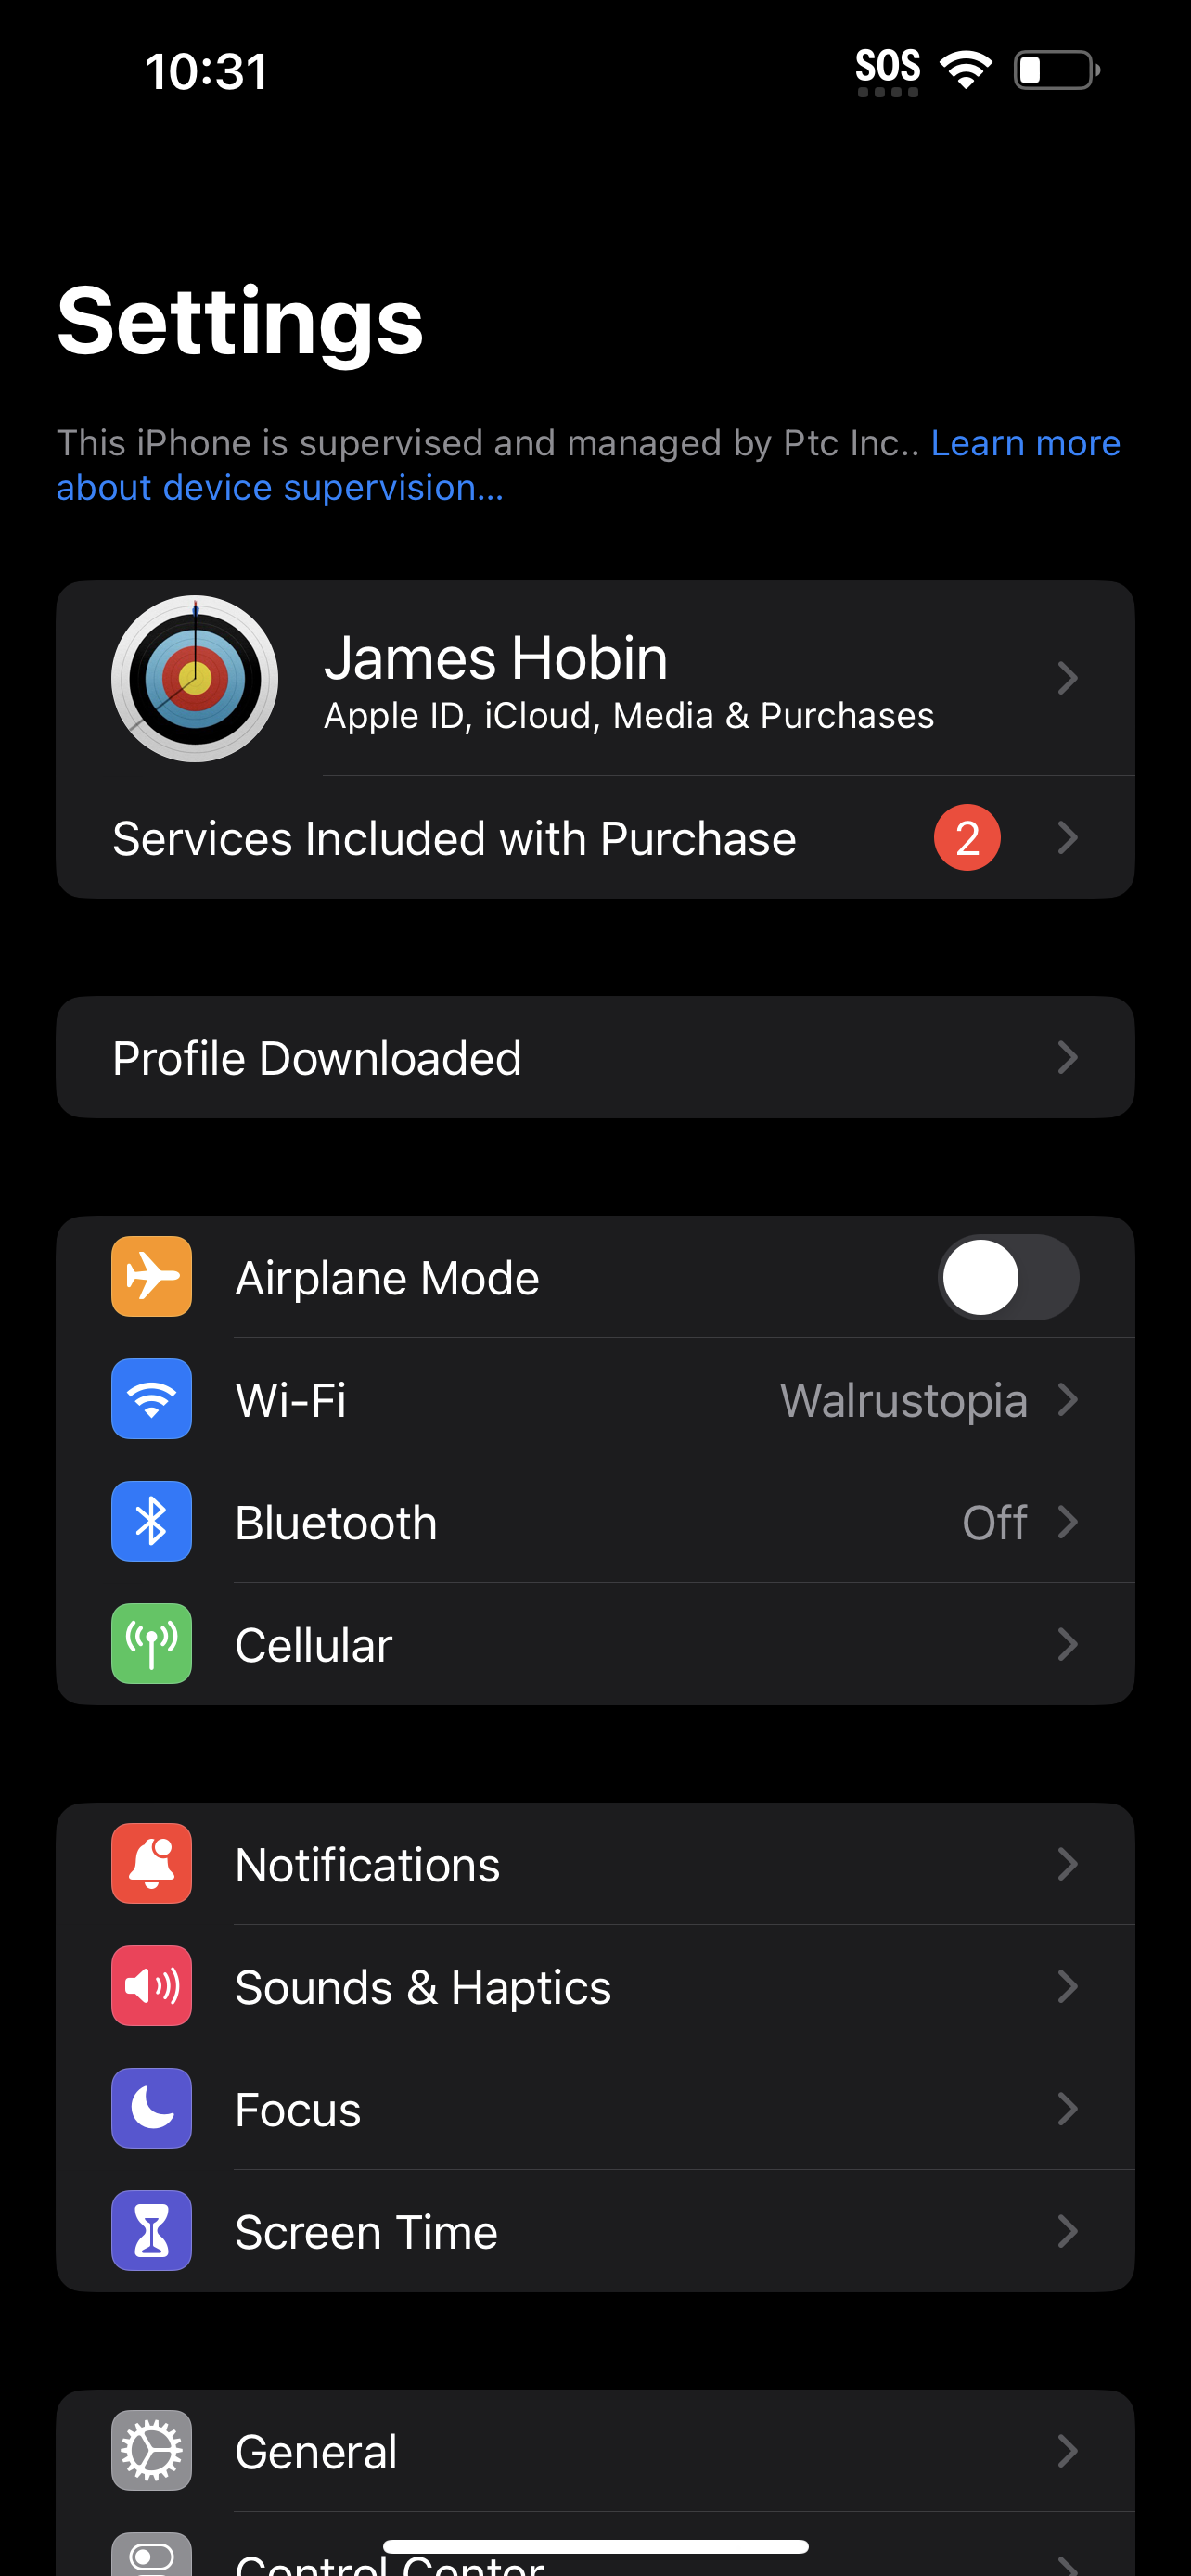 10:31
SOS
Settings
This iPhone is supervised and managed by Ptc Inc.. Learn more
about device supervision...
James Hobin
Apple ID, iCloud, Media & Purchases
Services Included with Purchase 2
Profile Downloaded
Airplane Mode
Wi-Fi Walrustopia
Bluetooth Off
Cellular
Notifications
Sounds & Haptics
Focus
Screen Time
General
Control Center